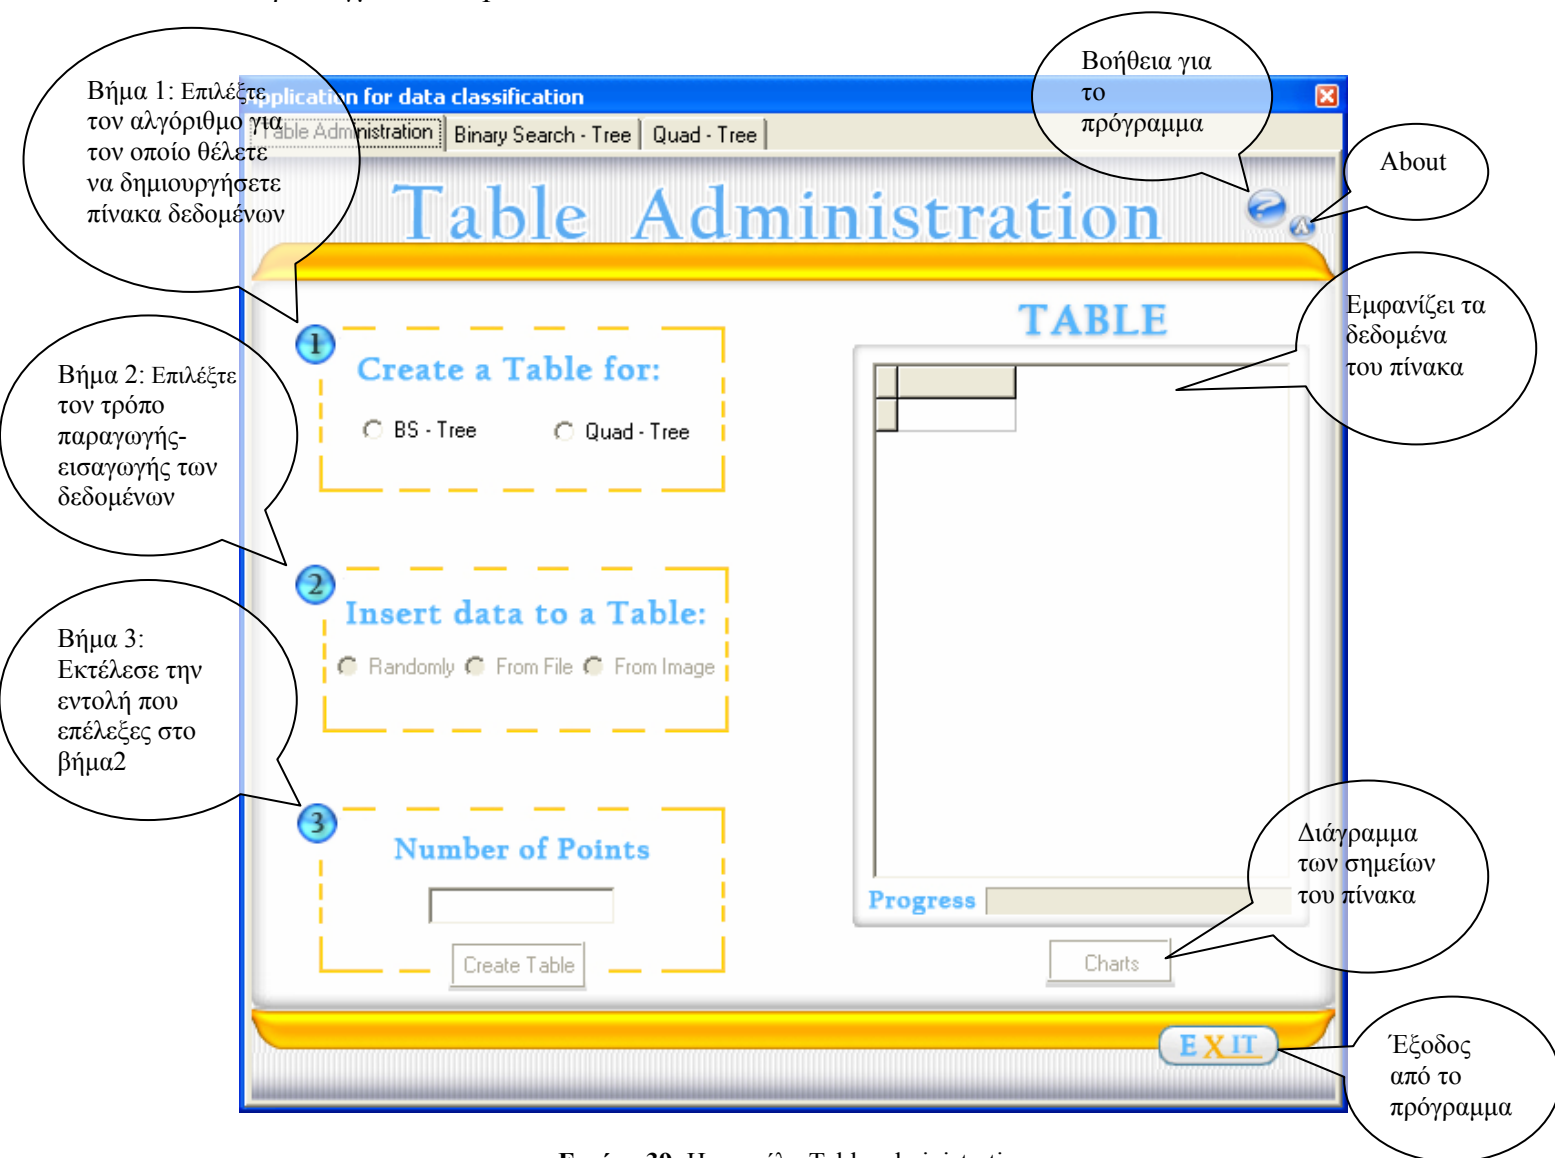 Βήμα 1: Επιλέξτε
τον αλγόριθμο για
τον οποίο θέλετε
να δημιουργήσετε
πίνακα δεδομένων
Βοήθεια για
το
πρόγραμμα
About
Application for data classification
Table Administration Binary Search - Tree Quad - Tree
Table Administration
?
Εμφανίζει τα
δεδομένα
του πίνακα
TABLE
1
Create a Table for:
BS - Tree Quad - Tree
Βήμα 2: Επιλέξτε
τον τρόπο
παραγωγής-
εισαγωγής των
δεδομένων
2
Insert data to a Table:
Randomly From File From Image
Βήμα 3:
Εκτέλεσε την
εντολή που
επέλεξες στο
βήμα2
3
Number of Points
Create Table
Progress
Διάγραμμα
των σημείων
του πίνακα
Charts
EXIT
Έξοδος
από το
πρόγραμμα